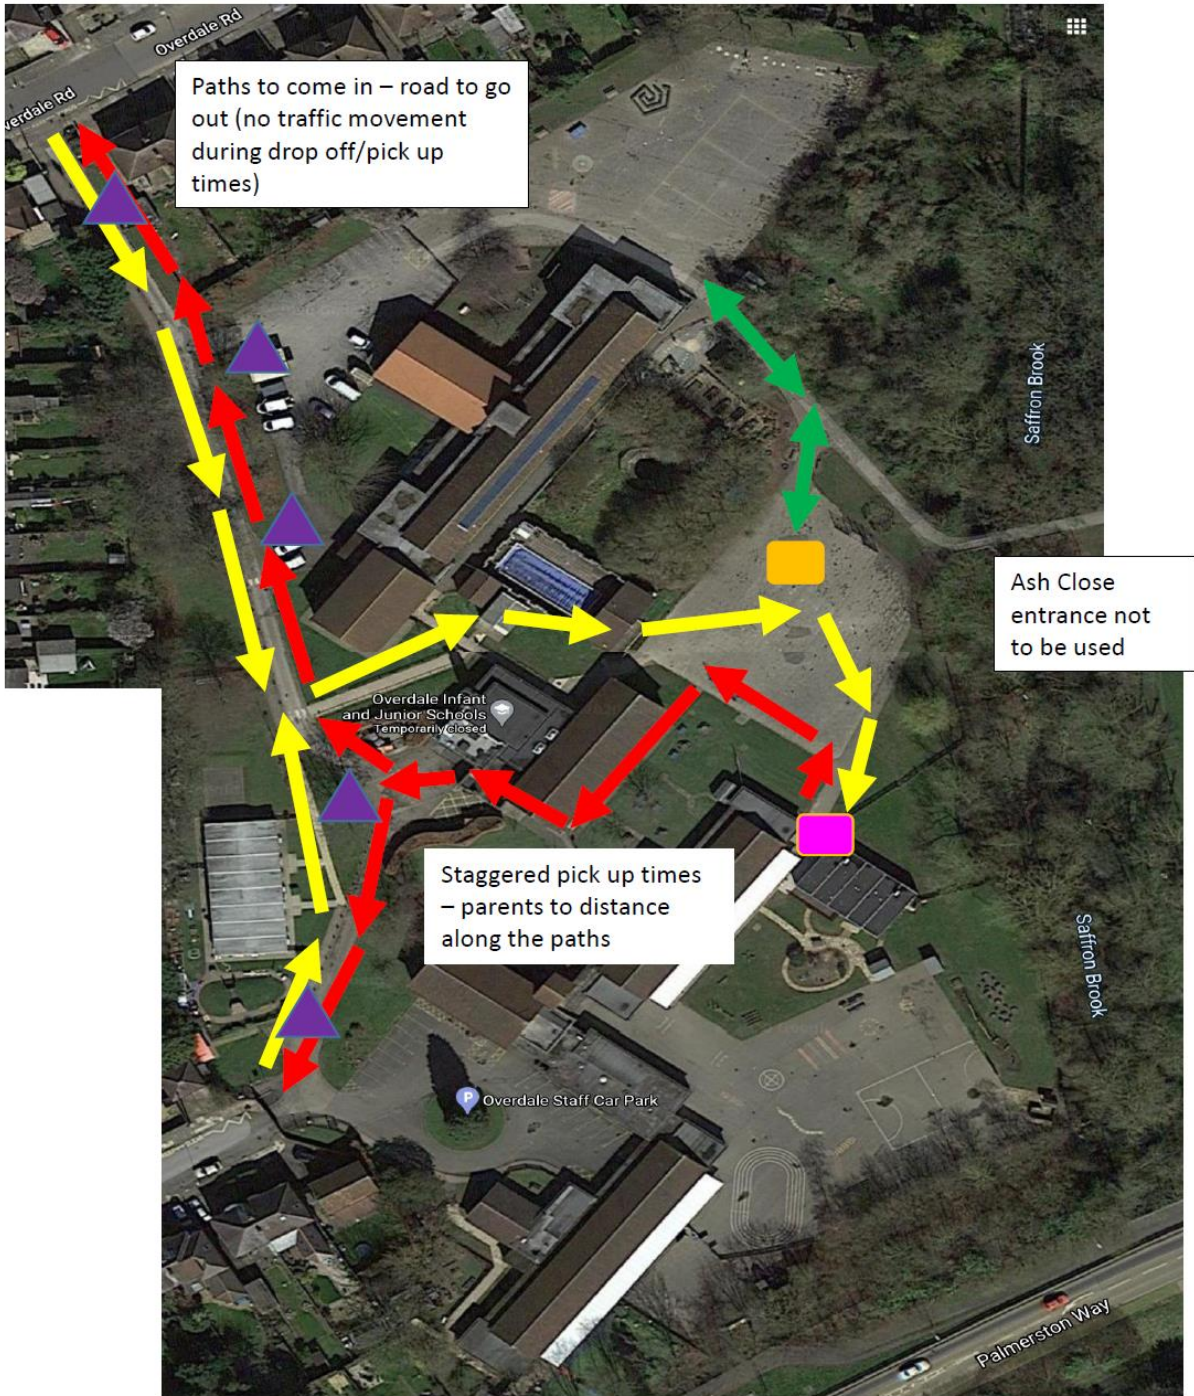 Overdale Rd
verdale Rd
Paths to come in – road to go
out (no traffic movement
during drop off/pick up
times)
Saffron Brook
Ash Close
entrance not
to be used
Overdale Infant
and Junior Schools
Temporarily closed
Staggered pick up times
– parents to distance
along the paths
Saffron Brook
P
Overdale Staff Car Park
Palmerston Way